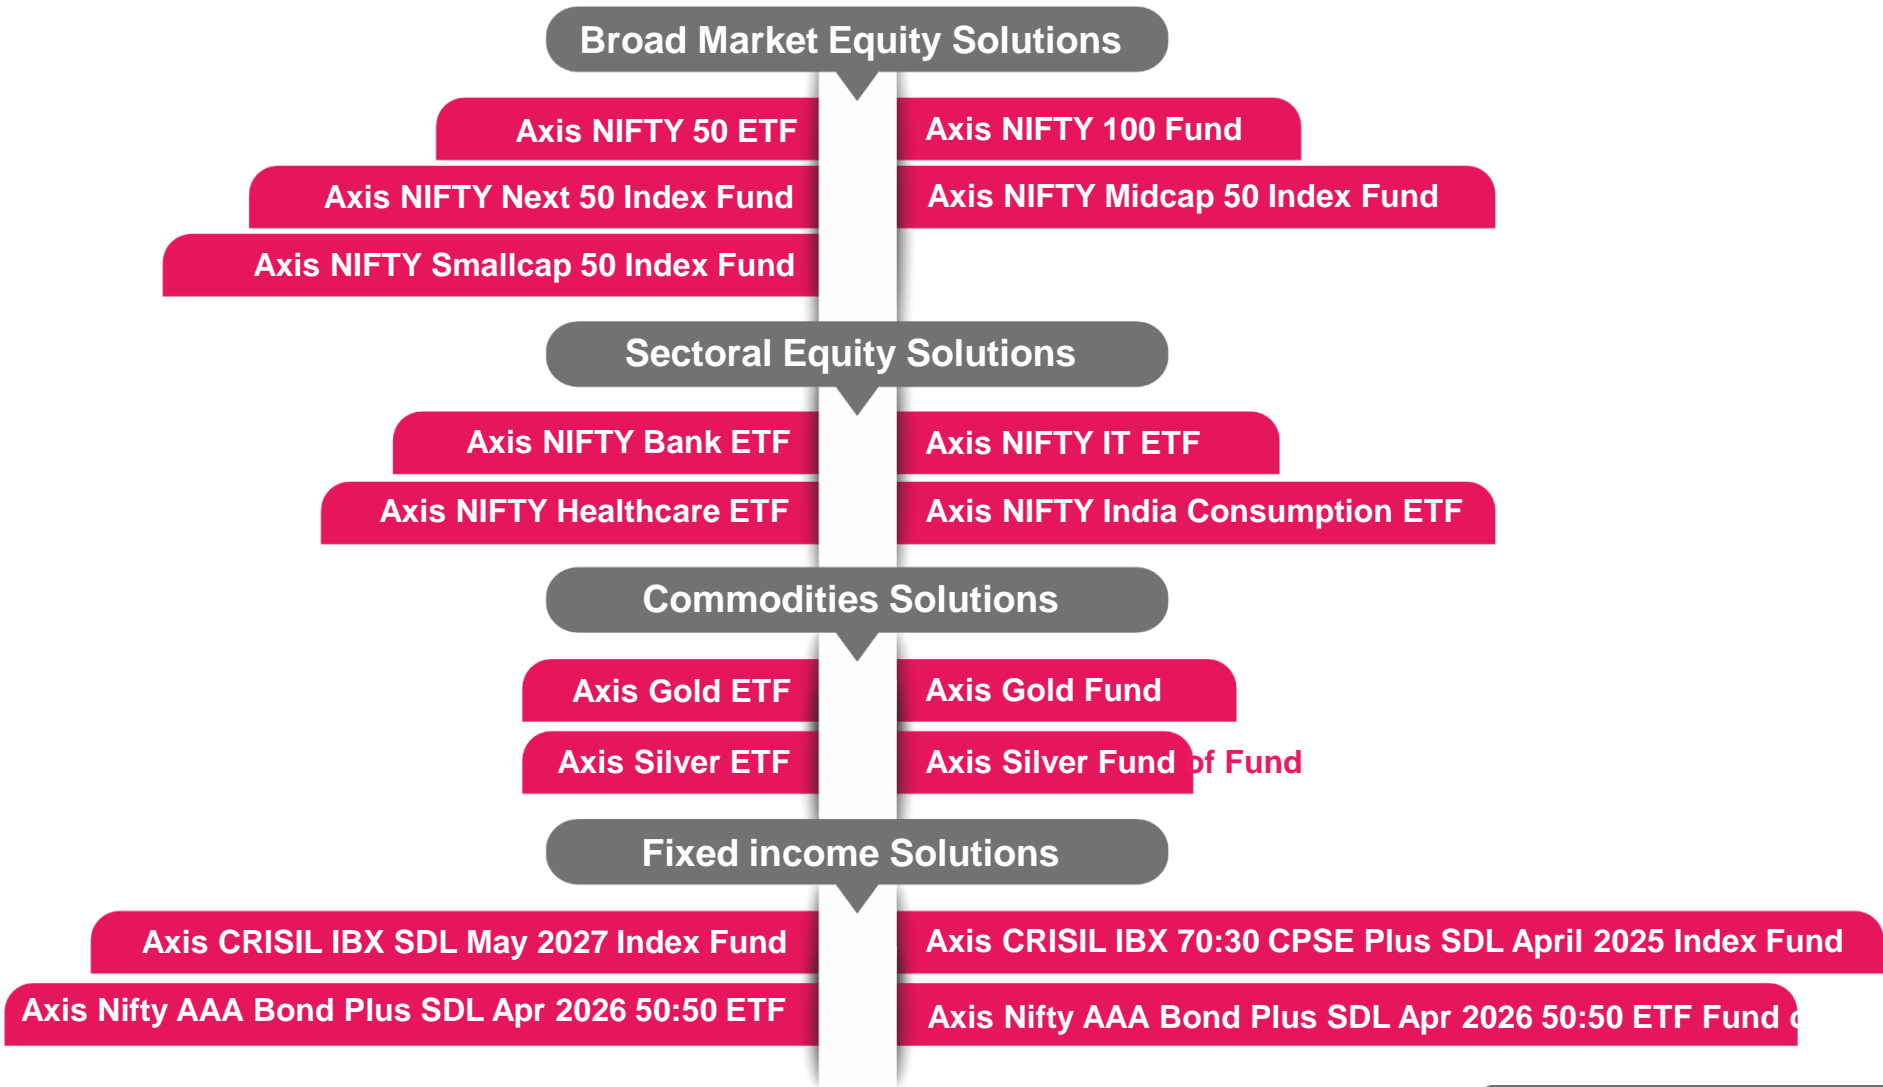 Broad Market Equity Solutions
Axis NIFTY 50 ETF
Axis NIFTY 100 Fund
Axis NIFTY Next 50 Index Fund
Axis NIFTY Midcap 50 Index Fund
Axis NIFTY Smallcap 50 Index Fund
Sectoral Equity Solutions
Axis NIFTY Bank ETF
Axis NIFTY IT ETF
Axis NIFTY Healthcare ETF
Axis NIFTY India Consumption ETF
Commodities Solutions
Axis Gold ETF
Axis Gold Fund
Axis Silver ETF
Axis Silver Fund of Fund
Fixed income Solutions
Axis CRISIL IBX SDL May 2027 Index Fund
Axis CRISIL IBX 70:30 CPSE Plus SDL April 2025 Index Fund
Axis Nifty AAA Bond Plus SDL Apr 2026 50:50 ETF
Axis Nifty AAA Bond Plus SDL Apr 2026 50:50 ETF Fund